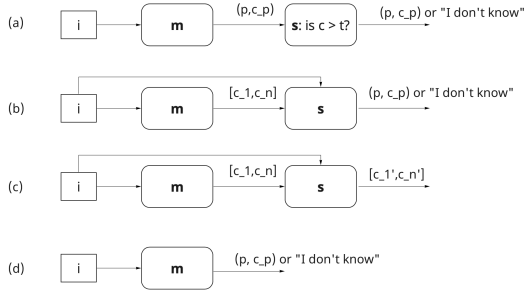 (a) i m (p,c_p) s: is c > t? (p, c_p) or "I don't know"
(b) i m [c_1,c_n] s (p, c_p) or "I don't know"
(c) i m [c_1,c_n] s [c_1',c_n']
(d) i m (p, c_p) or "I don't know"